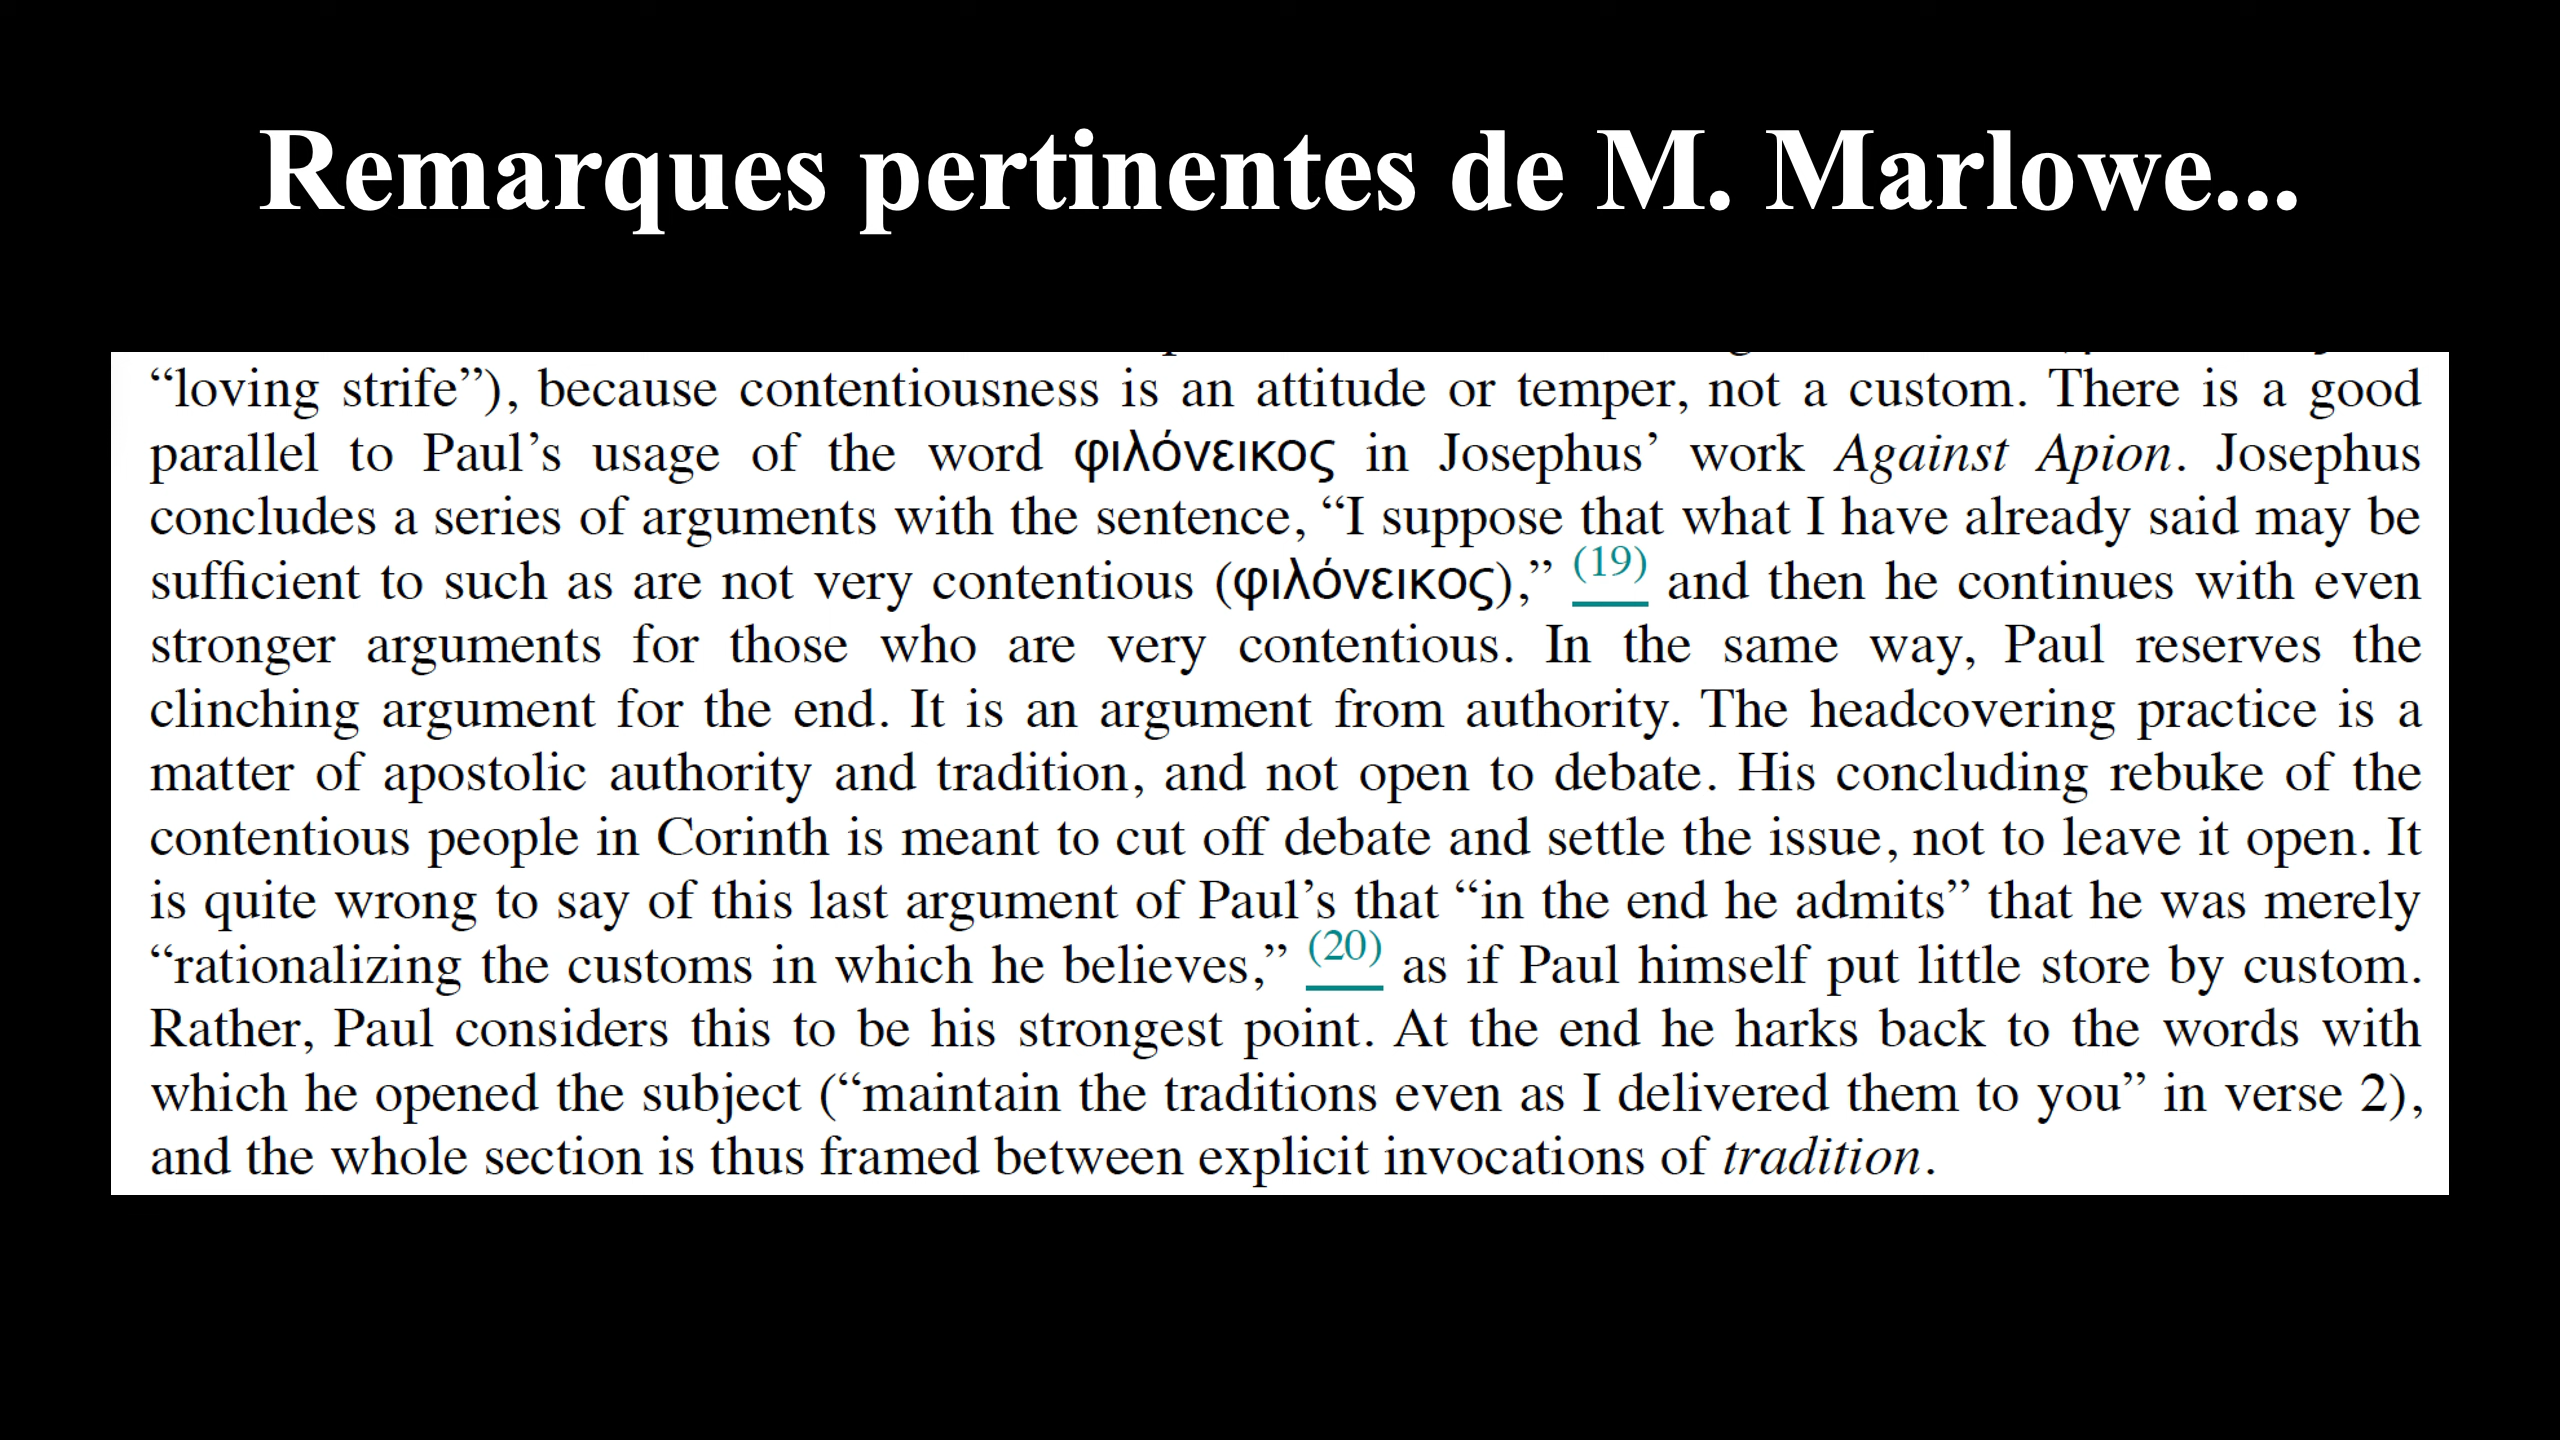 Remarques pertinentes de M. Marlowe...
“loving strife”), because contentiousness is an attitude or temper, not a custom. There is a good
parallel to Paul’s usage of the word φιλόνεικος in Josephus’ work Against Apion. Josephus
concludes a series of arguments with the sentence, “I suppose that what I have already said may be
sufficient to such as are not very contentious (φιλόνεικος),” (19) and then he continues with even
stronger arguments for those who are very contentious. In the same way, Paul reserves the
clinching argument for the end. It is an argument from authority. The headcovering practice is a
matter of apostolic authority and tradition, and not open to debate. His concluding rebuke of the
contentious people in Corinth is meant to cut off debate and settle the issue, not to leave it open. It
is quite wrong to say of this last argument of Paul’s that “in the end he admits” that he was merely
“rationalizing the customs in which he believes,” (20) as if Paul himself put little store by custom.
Rather, Paul considers this to be his strongest point. At the end he harks back to the words with
which he opened the subject (“maintain the traditions even as I delivered them to you” in verse 2),
and the whole section is thus framed between explicit invocations of tradition.